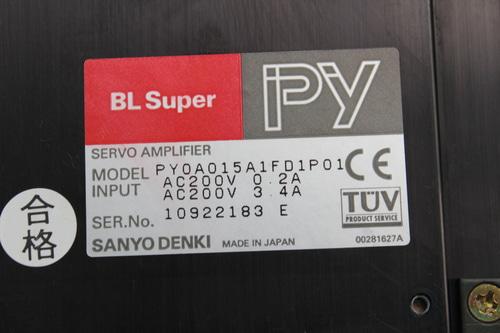 BL Super
PY
SERVO AMPLIFIER
MODEL PY0A015A1FD1P01
INPUT AC200V 0.2A
AC200V 3.4A
SER.No. 10922183 E
SANYO DENKI MADE IN JAPAN
CE
TÜV
PRODUCT SERVICE
00281627A
合格